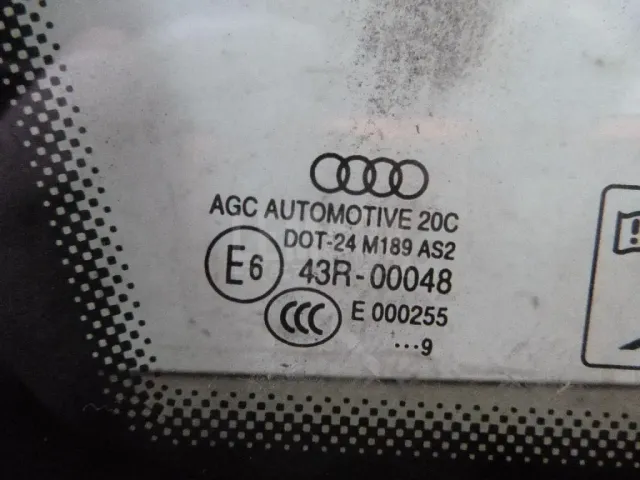 AGC AUTOMOTIVE 20C
DOT-24 M189 AS2
E6 43R-00048
CCC E 000255
...9